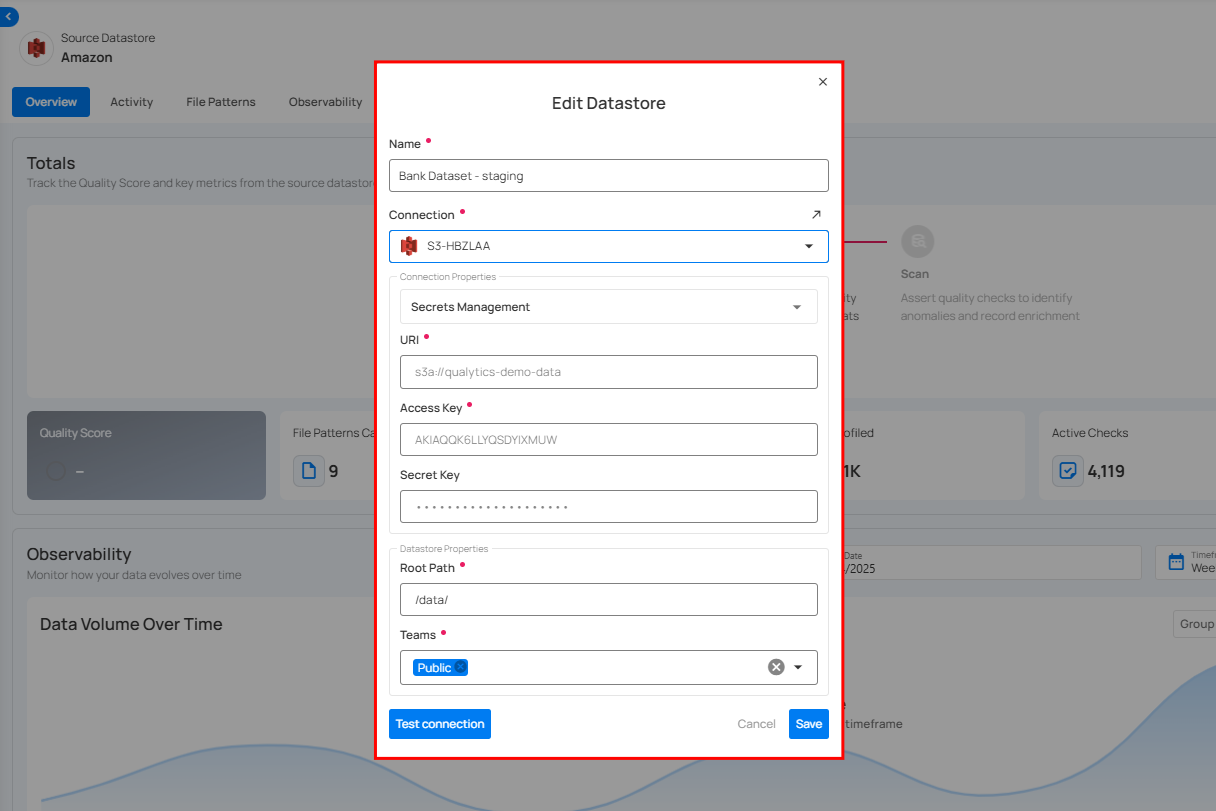 Source Datastore
Amazon
Overview
Activity
File Patterns
Observability
Totals
Track the Quality Score and key metrics from the source datastore
Scan
Assert quality checks to identify
anomalies and record enrichment
Quality Score
–
File Patterns
9
1K
Active Checks
4,119
Observability
Monitor how your data evolves over time
Date
/2025
Data Volume Over Time
Group
timeframe
Edit Datastore
Name
Bank Dataset - staging
Connection
S3-HBZLAA
Connection Properties
Secrets Management
URI
s3a://qualytics-demo-data
Access Key
AKIAQQK6LLYQSDYIXMUW
Secret Key
••••••••••••••••••••
Datastore Properties
Root Path
/data/
Teams
Public
Test connection
Cancel
Save